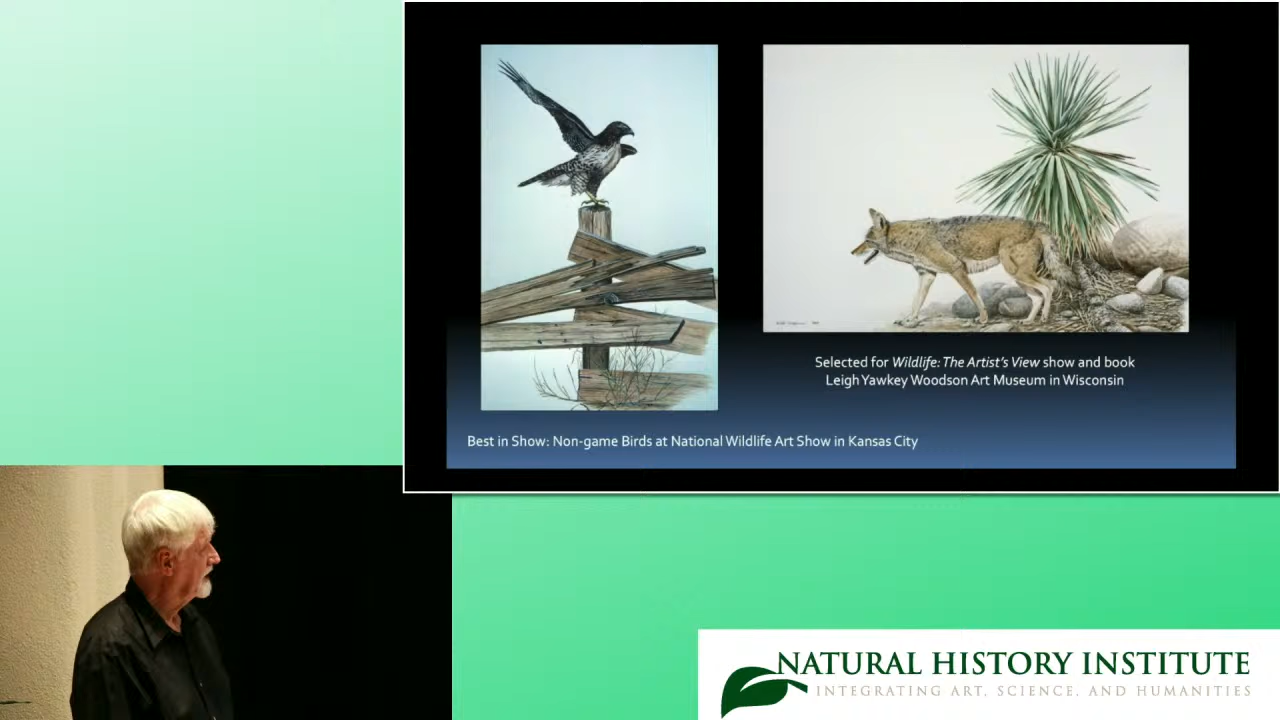 Selected for Wildlife: The Artist's View show and book
Leigh Yawkey Woodson Art Museum in Wisconsin
Best in Show: Non-game Birds at National Wildlife Art Show in Kansas City
NATURAL HISTORY INSTITUTE
INTEGRATING ART, SCIENCE, AND HUMANITIES